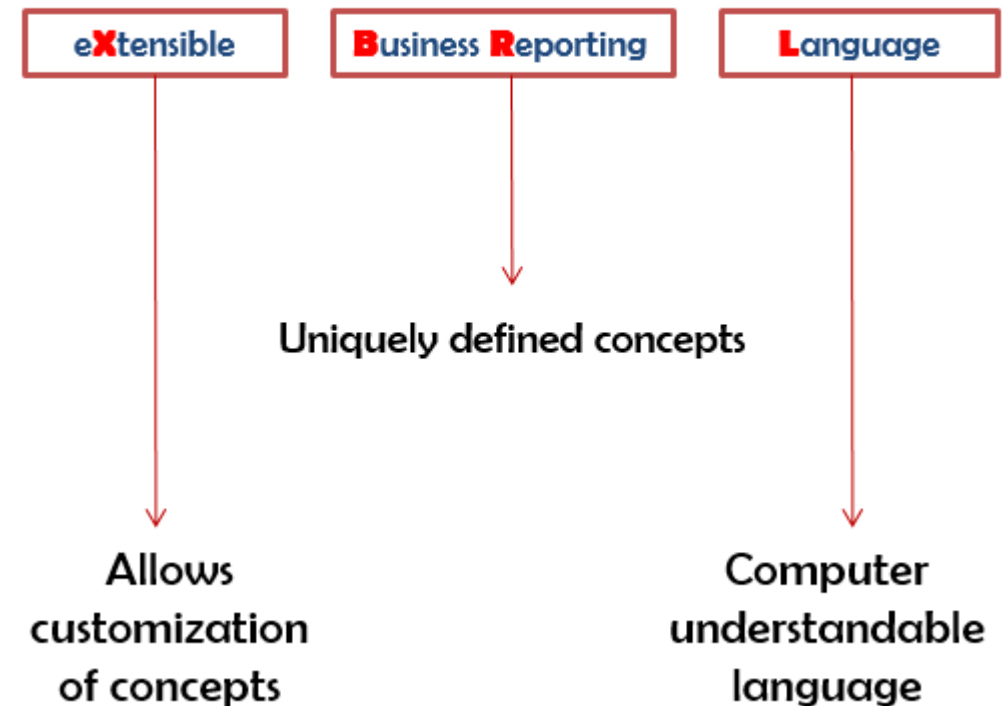 eXtensible
Business Reporting
Language
Uniquely defined concepts
Allows
customization
of concepts
Computer
understandable
language